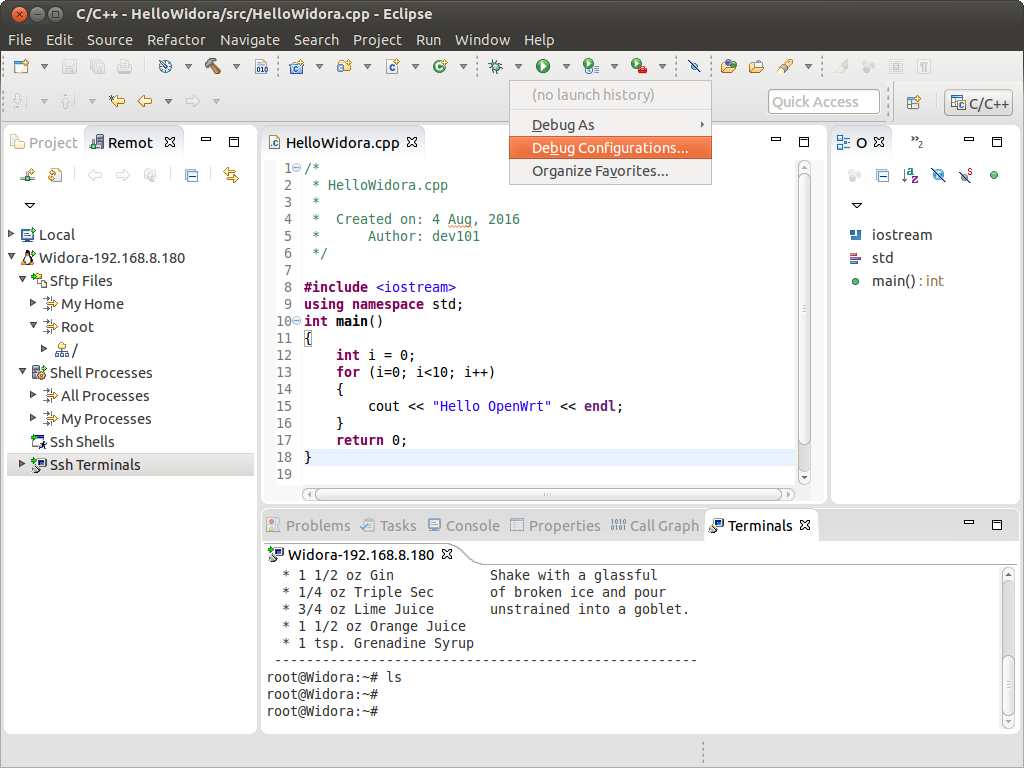 C/C++ - HelloWidora/src/HelloWidora.cpp - Eclipse
File Edit Source Refactor Navigate Search Project Run Window Help
010
(no launch history)
Debug As
Debug Configurations...
Organize Favorites...
Quick Access
C/C++
Project
Remot
Local
Widora-192.168.8.180
Sftp Files
My Home
Root
/
Shell Processes
All Processes
My Processes
Ssh Shells
Ssh Terminals
HelloWidora.cpp
1 /*
2  * HelloWidora.cpp
3  *
4  *  Created on: 4 Aug, 2016
5  *      Author: dev101
6  */
7
8 #include <iostream>
9 using namespace std;
10 int main()
11 {
12     int i = 0;
13     for (i=0; i<10; i++)
14     {
15         cout << "Hello OpenWrt" << endl;
16     }
17     return 0;
18 }
19
O
»2
iostream
std
main() : int
Problems Tasks Console Properties Call Graph Terminals
Widora-192.168.8.180
* 1 1/2 oz Gin            Shake with a glassful
* 1/4 oz Triple Sec       of broken ice and pour
* 3/4 oz Lime Juice       unstrained into a goblet.
* 1 1/2 oz Orange Juice
* 1 tsp. Grenadine Syrup
-----------------------------------------------------
root@Widora:~# ls
root@Widora:~#
root@Widora:~#